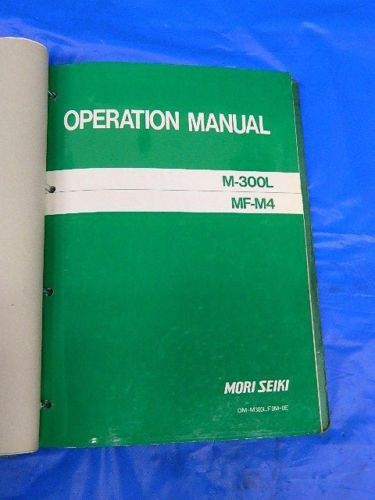 OPERATION MANUAL
M-300L
MF-M4
MORI SEIKI